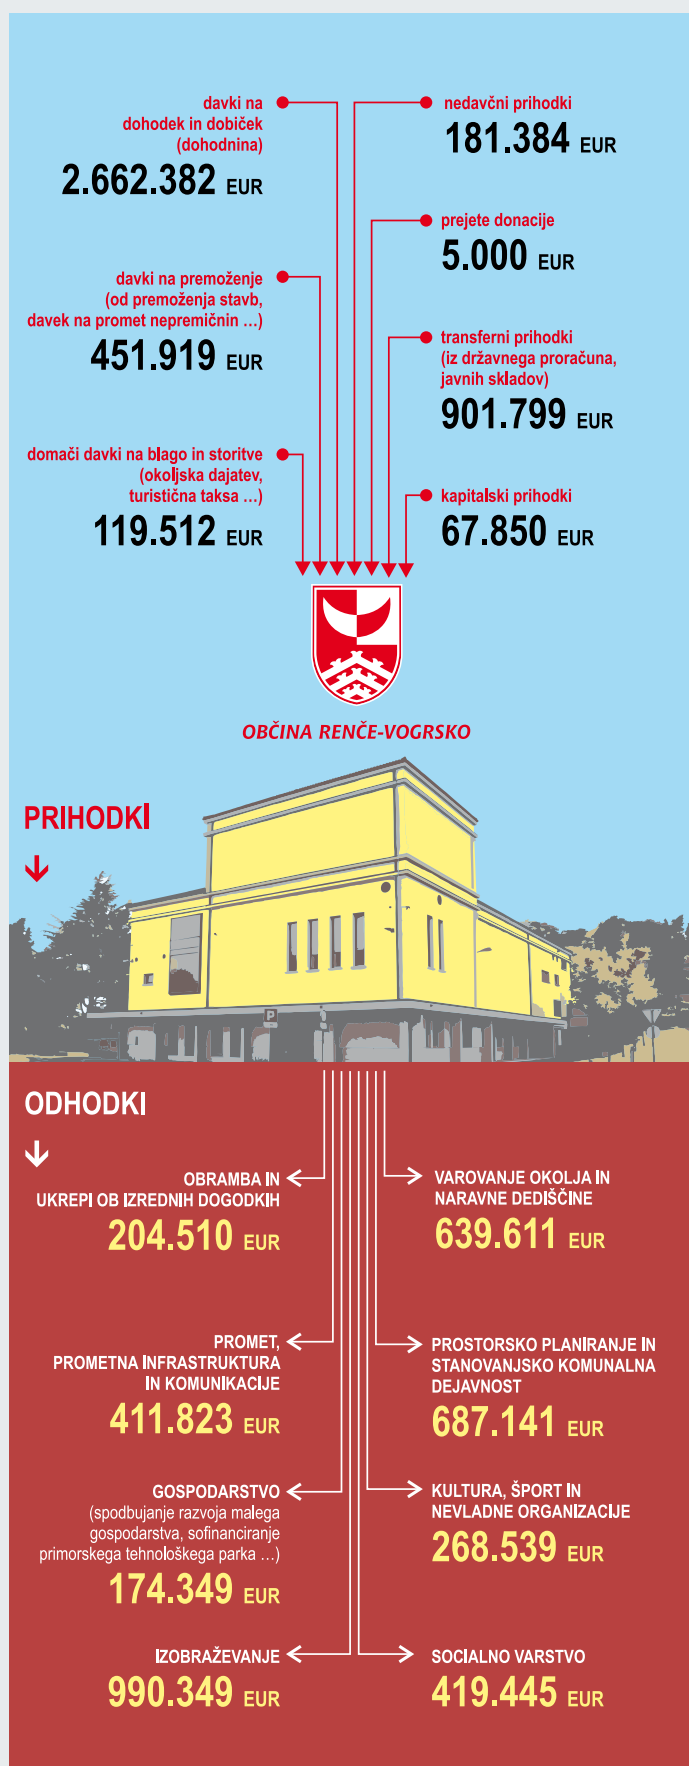 davki na
dohodek in dobiček
(dohodnina)
2.662.382 EUR
davki na premoženje
(od premoženja stavb,
davek na promet nepremičnin ...)
451.919 EUR
domači davki na blago in storitve
(okoljska dajatev,
turistična taksa ...)
119.512 EUR
nedavčni prihodki
181.384 EUR
prejete donacije
5.000 EUR
transferni prihodki
(iz državnega proračuna,
javnih skladov)
901.799 EUR
kapitalski prihodki
67.850 EUR
OBČINA RENČE-VOGRSKO
PRIHODKI
P
ODHODKI
OBRAMBA IN
UKREPI OB IZREDNIH DOGODKIH
204.510 EUR
PROMET,
PROMETNA INFRASTRUKTURA
IN KOMUNIKACIJE
411.823 EUR
GOSPODARSTVO
(spodbujanje razvoja malega
gospodarstva, sofinanciranje
primorskega tehnološkega parka ...)
174.349 EUR
IZOBRAŽEVANJE
990.349 EUR
VAROVANJE OKOLJA IN
NARAVNE DEDIŠČINE
639.611 EUR
PROSTORSKO PLANIRANJE IN
STANOVANJSKO KOMUNALNA
DEJAVNOST
687.141 EUR
KULTURA, ŠPORT IN
NEVLADNE ORGANIZACIJE
268.539 EUR
SOCIALNO VARSTVO
419.445 EUR